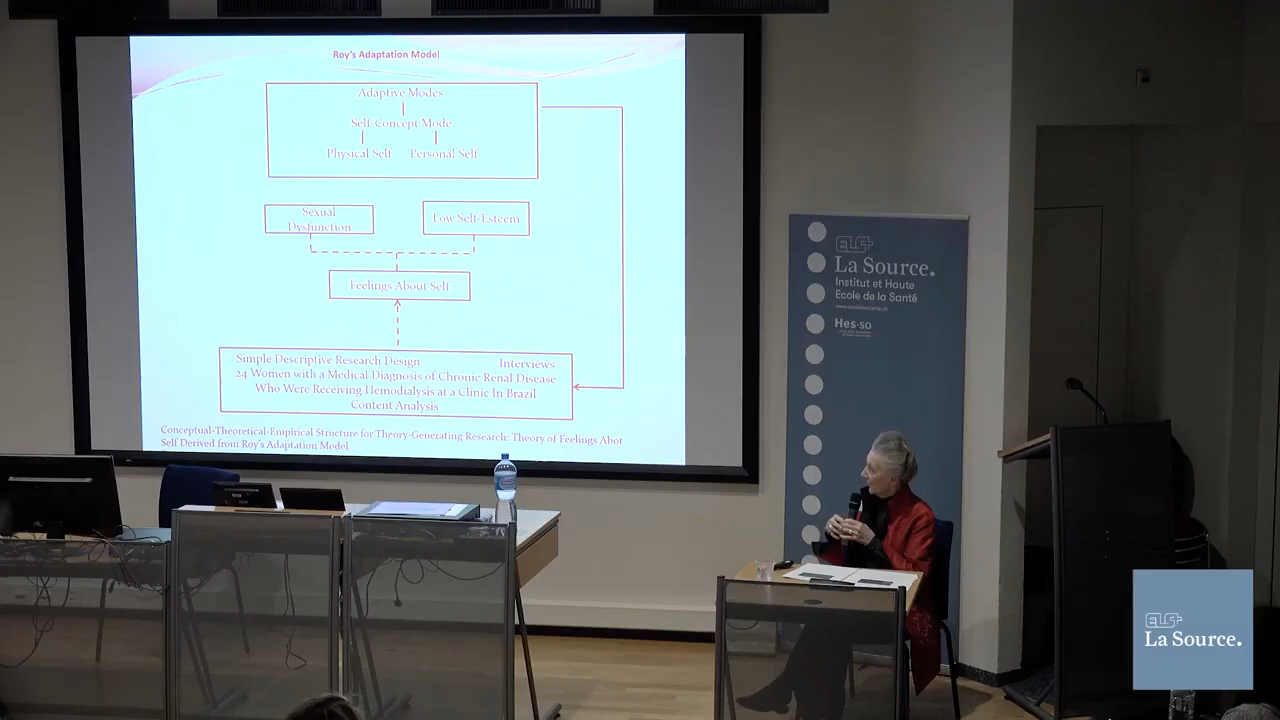 Roy's Adaptation Model
Adaptive Modes
Self-Concept Mode
Physical Self Personal Self
Sexual
Dysfunction
Low Self-Esteem
Feelings About Self
Simple Descriptive Research Design Interviews
24 Women with a Medical Diagnosis of Chronic Renal Disease
Who Were Receiving Hemodialysis at a Clinic In Brazil
Content Analysis
Conceptual-Theoretical-Empirical Structure for Theory-Generating Research: Theory of Feelings Abot
Self Derived from Roy's Adaptation Model
La Source.
Institut et Haute
Ecole de la Santé
www.ecolelasource.ch
Hes·so
La Source.